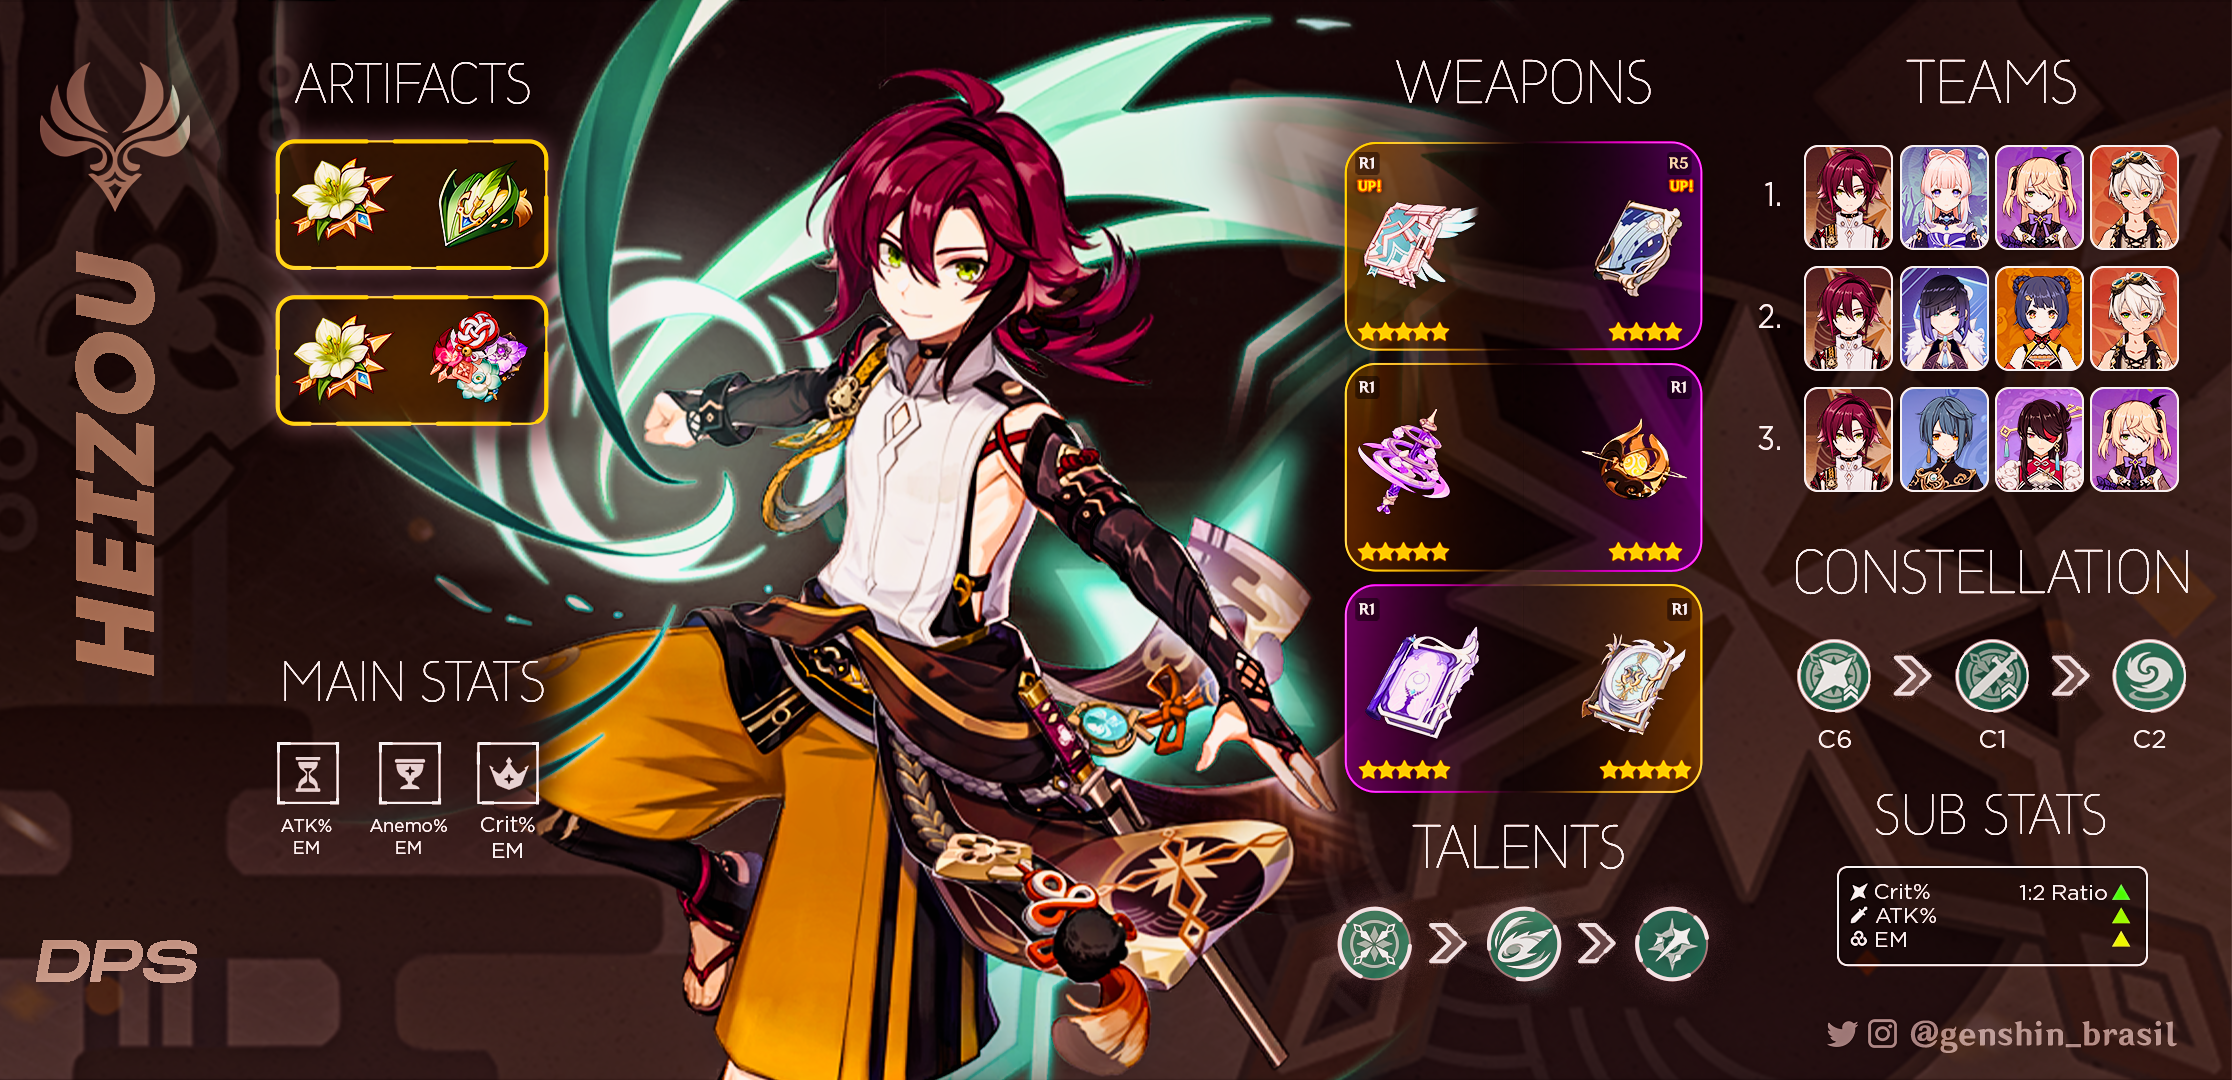 HEIZOU
DPS
ARTIFACTS
MAIN STATS
ATK%
EM
Anemo%
EM
Crit%
EM
WEAPONS
R1
UP!
R5
UP!
R1
R1
R1
R1
TALENTS
TEAMS
1.
2.
3.
CONSTELLATION
C6
C1
C2
SUB STATS
Crit% 1:2 Ratio
ATK%
EM
@genshin_brasil